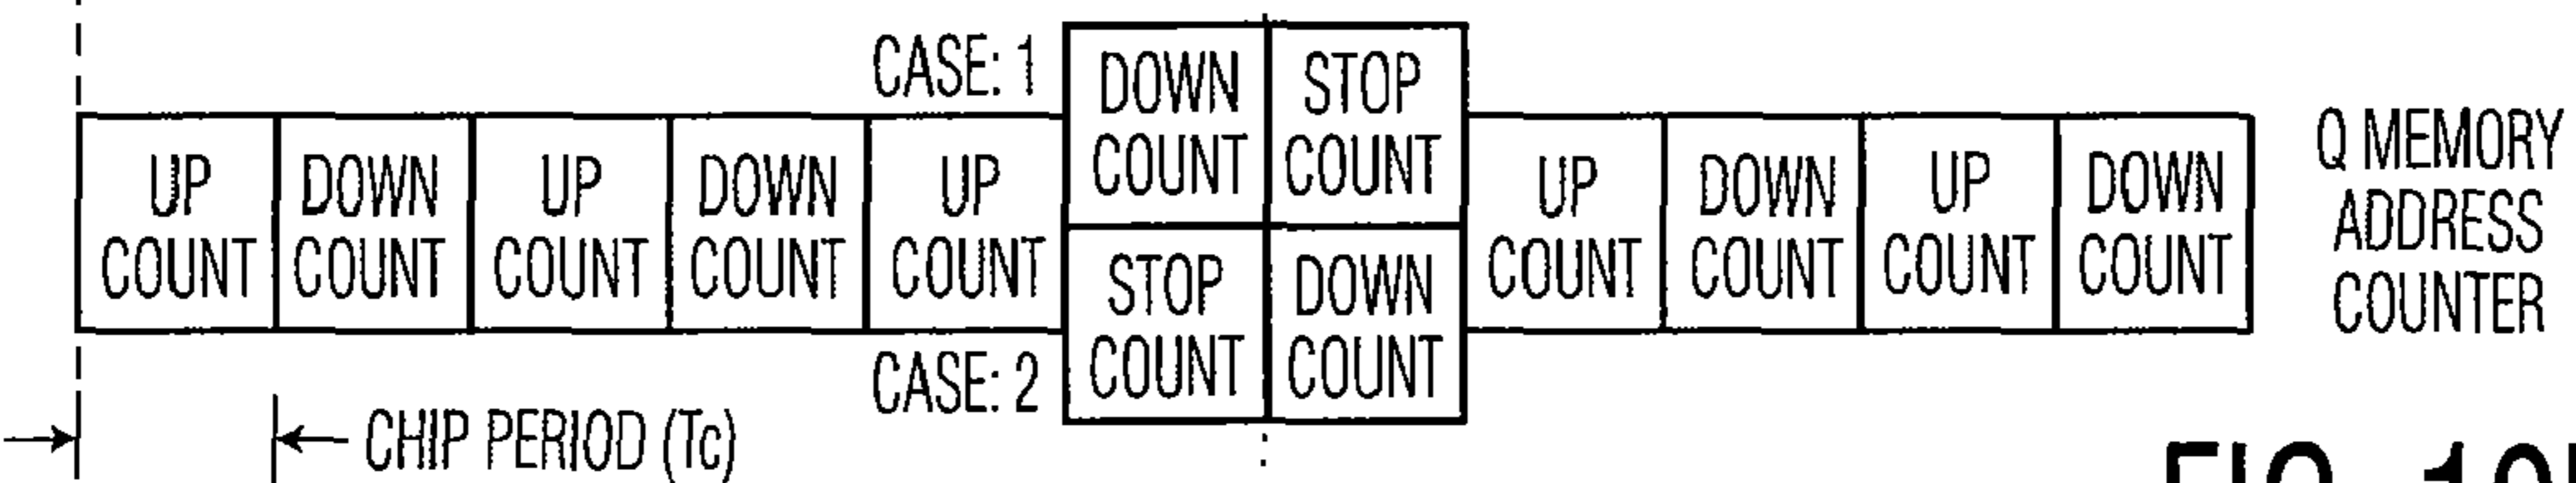 CASE: 1
DOWN COUNT
STOP COUNT
UP COUNT
DOWN COUNT
UP COUNT
DOWN COUNT
UP COUNT
STOP COUNT
DOWN COUNT
UP COUNT
DOWN COUNT
UP COUNT
DOWN COUNT
Q MEMORY
ADDRESS
COUNTER
CASE: 2
CHIP PERIOD (Tc)